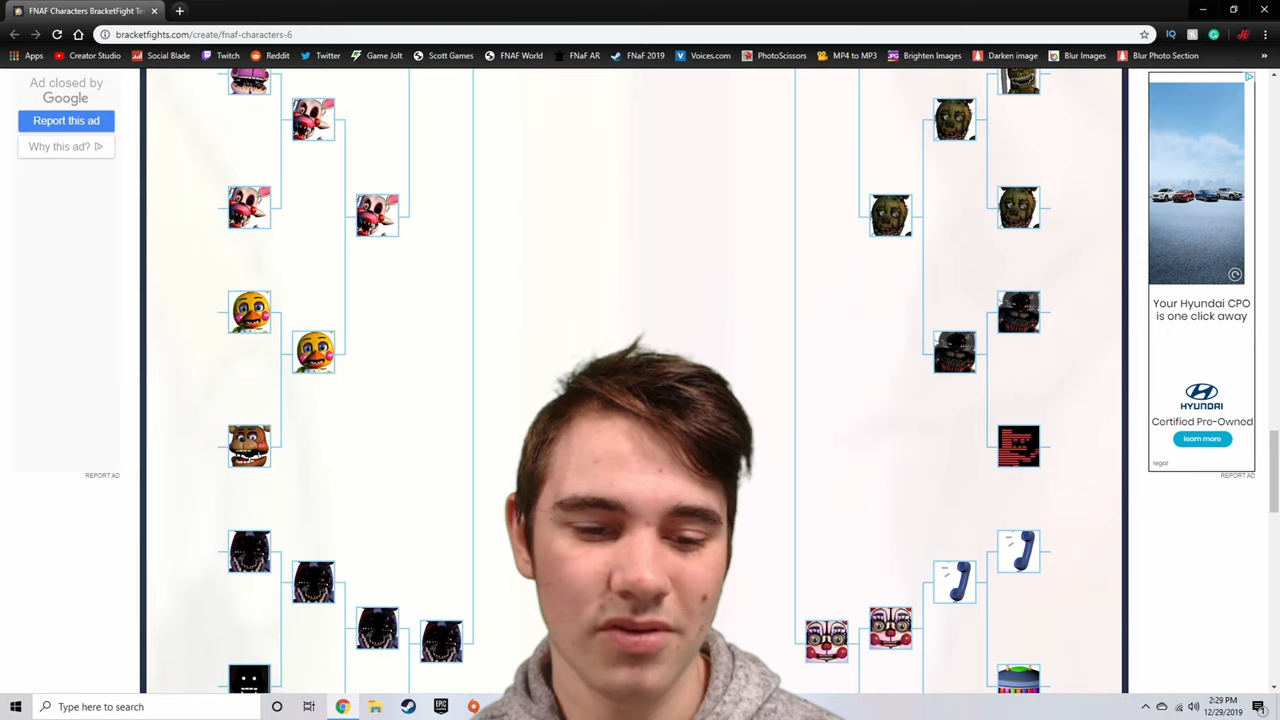 FNAF Characters BracketFight Te
bracketfights.com/create/fnaf-characters-6
Apps
Creator Studio
Social Blade
Twitch
Reddit
Twitter
Game Jolt
Scott Games
FNAF World
FNaF AR
FNaF 2019
Voices.com
PhotoScissors
MP4 to MP3
Brighten Images
Darken image
Blur Images
Blur Photo Section
Ad closed by
Google
Report this ad
Why this ad?
REPORT AD
Your Hyundai CPO
is one click away
HYUNDAI
Certified Pre-Owned
learn more
legal
REPORT AD
Type here to search
2:29 PM
12/29/2019